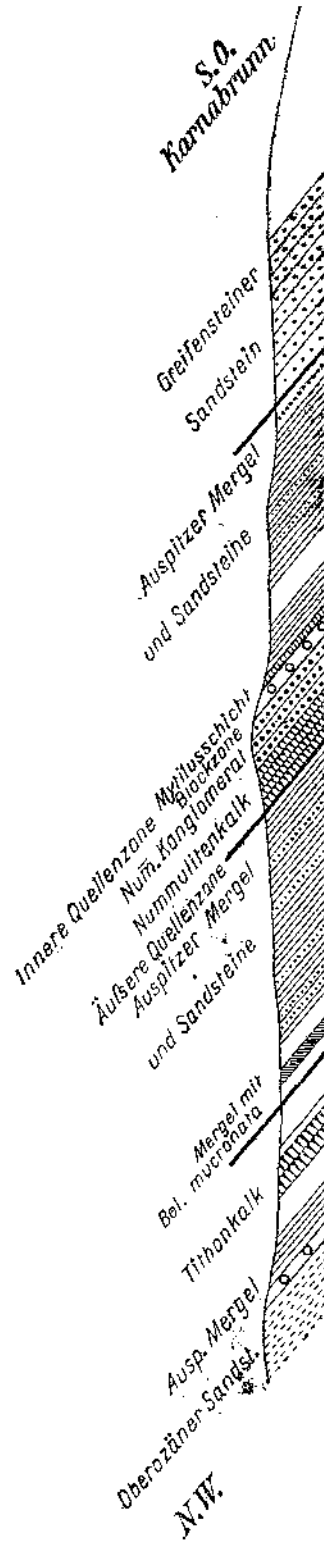 S.O.
Karnabrunn
Greifensteiner
Sandstein
Auspitzer Mergel
und Sandsteine
Innere Quellenzone Mytilusschicht
Blockzone
Num. Konglomerat
Nummulitenkalk
Äußere Quellenzone
Auspitzer Mergel
und Sandsteine
Mergel mit
Bel. mucronata
Tithonkalk
Ausp. Mergel
Oberozäner Sandst.
N.W.